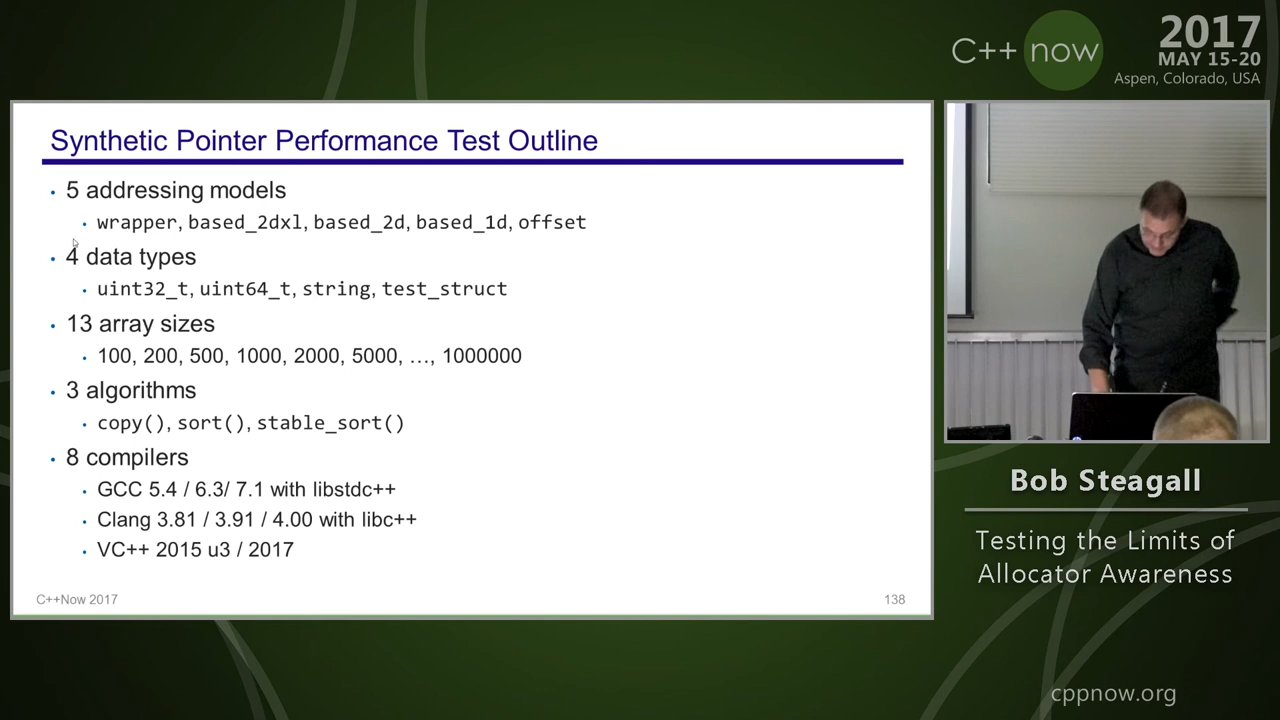 C++ now
2017
MAY 15-20
Aspen, Colorado, USA
Synthetic Pointer Performance Test Outline
• 5 addressing models
• wrapper, based_2dxl, based_2d, based_1d, offset
• 4 data types
• uint32_t, uint64_t, string, test_struct
• 13 array sizes
• 100, 200, 500, 1000, 2000, 5000, …, 1000000
• 3 algorithms
• copy(), sort(), stable_sort()
• 8 compilers
• GCC 5.4 / 6.3/ 7.1 with libstdc++
• Clang 3.81 / 3.91 / 4.00 with libc++
• VC++ 2015 u3 / 2017
C++Now 2017
138
Bob Steagall
Testing the Limits of
Allocator Awareness
cppnow.org